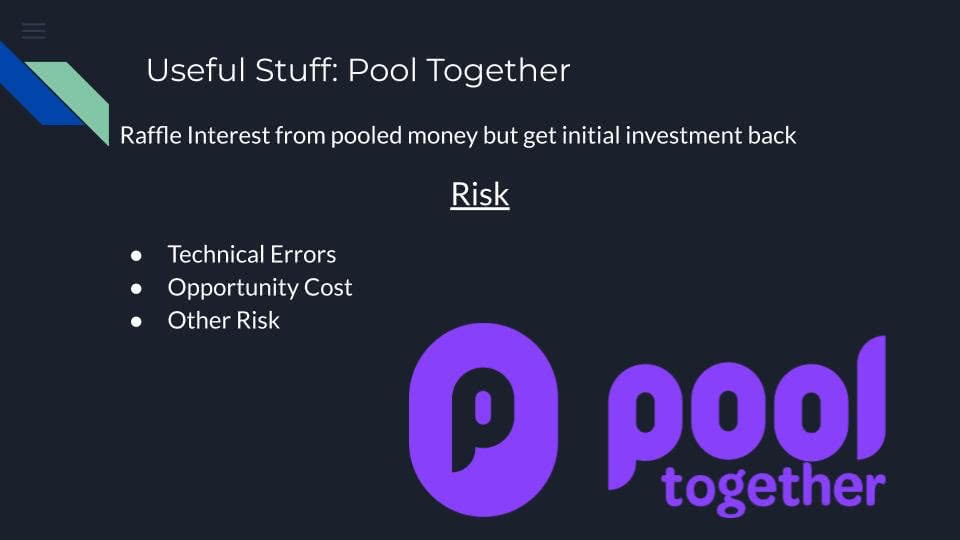 Useful Stuff: Pool Together
Raffle Interest from pooled money but get initial investment back
Risk
● Technical Errors
● Opportunity Cost
● Other Risk
p
pool
together